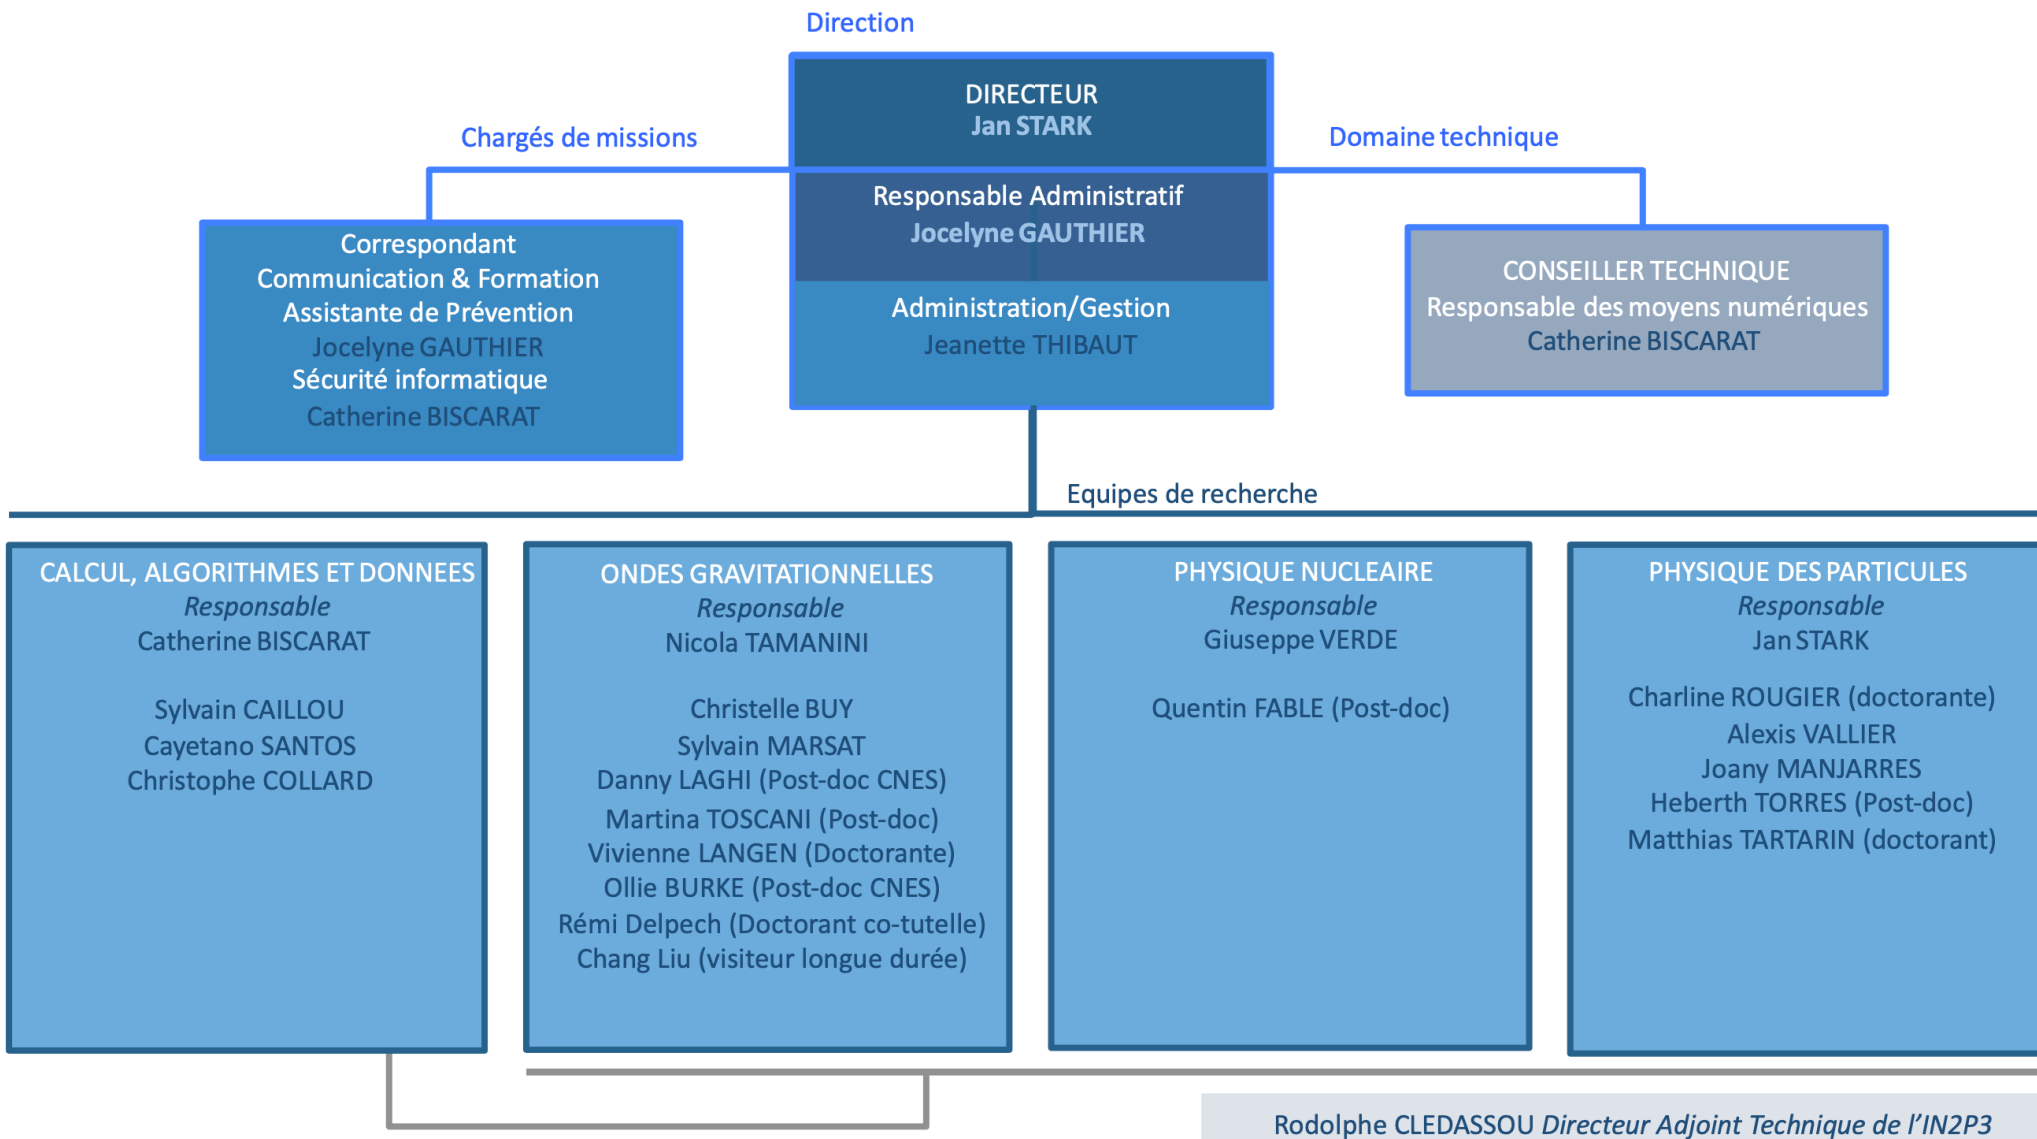 Direction
DIRECTEUR
Jan STARK
Chargés de missions
Domaine technique
Responsable Administratif
Jocelyne GAUTHIER
Administration/Gestion
Jeanette THIBAUT
Correspondant
Communication & Formation
Assistante de Prévention
Jocelyne GAUTHIER
Sécurité informatique
Catherine BISCARAT
CONSEILLER TECHNIQUE
Responsable des moyens numériques
Catherine BISCARAT
Equipes de recherche
CALCUL, ALGORITHMES ET DONNEES
Responsable
Catherine BISCARAT
Sylvain CAILLOU
Cayetano SANTOS
Christophe COLLARD
ONDES GRAVITATIONNELLES
Responsable
Nicola TAMANINI
Christelle BUY
Sylvain MARSAT
Danny LAGHI (Post-doc CNES)
Martina TOSCANI (Post-doc)
Vivienne LANGEN (Doctorante)
Ollie BURKE (Post-doc CNES)
Rémi Delpech (Doctorant co-tutelle)
Chang Liu (visiteur longue durée)
PHYSIQUE NUCLEAIRE
Responsable
Giuseppe VERDE
Quentin FABLE (Post-doc)
PHYSIQUE DES PARTICULES
Responsable
Jan STARK
Charline ROUGIER (doctorante)
Alexis VALLIER
Joany MANJARRES
Heberth TORRES (Post-doc)
Matthias TARTARIN (doctorant)
Rodolphe CLEDASSOU Directeur Adjoint Technique de l’IN2P3